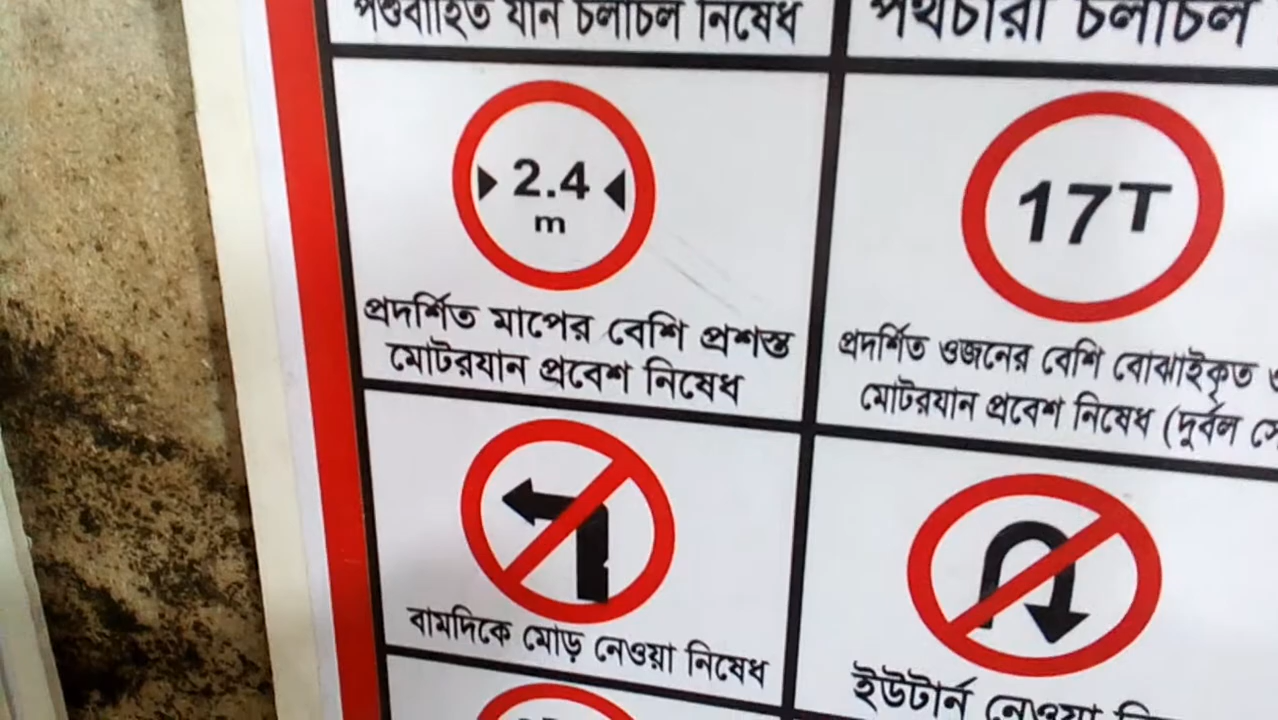 পশুবাহিত যান চলাচল নিষেধ
পথচারী চলাচল
2.4
m
প্রদর্শিত মাপের বেশি প্রশস্ত
মোটরযান প্রবেশ নিষেধ
17T
প্রদর্শিত ওজনের বেশি বোঝাইকৃত
মোটরযান প্রবেশ নিষেধ (দুর্বল
বামদিকে মোড় নেওয়া নিষেধ
ইউটার্ন নেওয়া